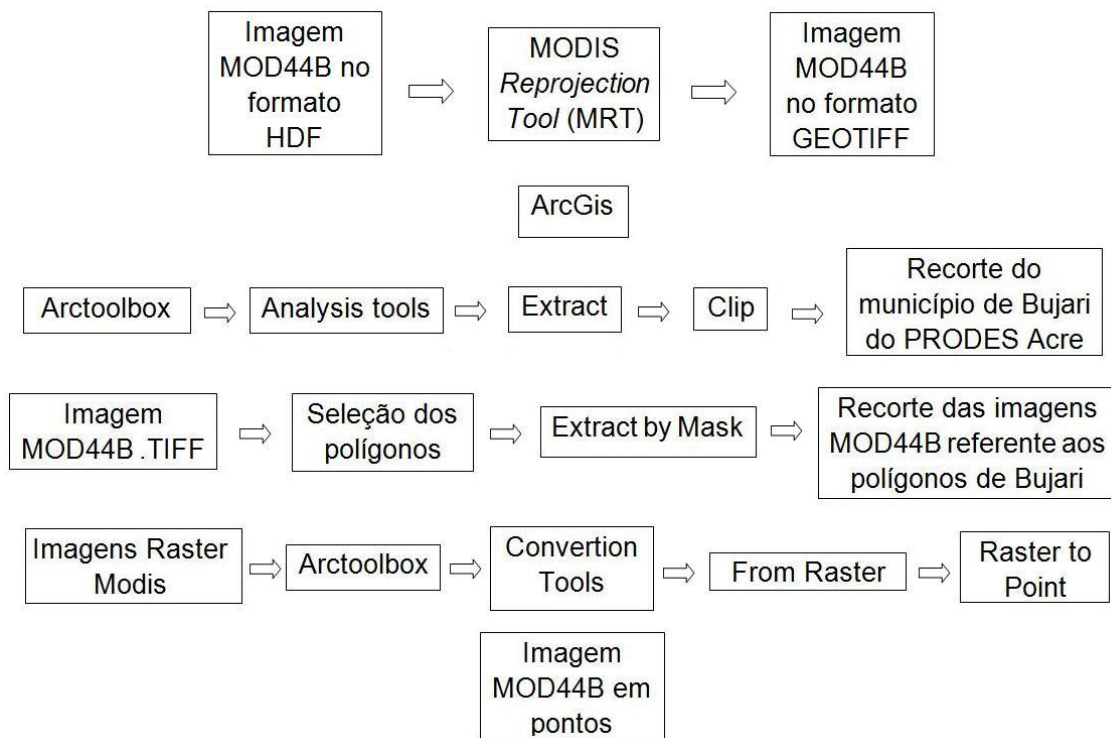 Imagem
MOD44B no
formato
HDF
MODIS
Reprojection
Tool (MRT)
Imagem
MOD44B
no formato
GEOTIFF
ArcGis
Arctoolbox
Analysis tools
Extract
Clip
Recorte do
município de Bujari
do PRODES Acre
Imagem
MOD44B .TIFF
Seleção dos
polígonos
Extract by Mask
Recorte das imagens
MOD44B referente aos
polígonos de Bujari
Imagens Raster
Modis
Arctoolbox
Convertion
Tools
From Raster
Raster to
Point
Imagem
MOD44B em
pontos